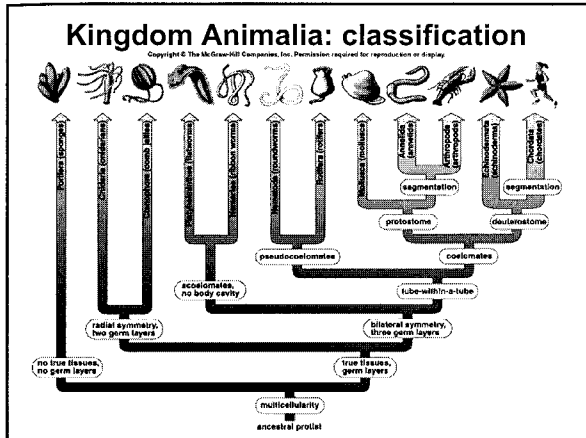 Kingdom Animalia: classification
Copyright © The McGraw-Hill Companies, Inc. Permission required for reproduction or display.
Porifera (sponges)
Cnidaria (cnidarians)
Ctenophora (comb jellies)
Platyhelminthes (flatworms)
Nemertea (ribbon worms)
Nematoda (roundworms)
Rotifera (rotifers)
Mollusca (molluscs)
Annelida
(annelids)
Arthropoda
(arthropods)
Echinodermata
(echinoderms)
Chordata
(chordates)
segmentation
segmentation
protostome
deuterostome
pseudocoelomates
coelomates
acoelomates,
no body cavity
tube-within-a-tube
radial symmetry,
two germ layers
bilateral symmetry,
three germ layers
no true tissues,
no germ layers
true tissues,
germ layers
multicellularity
ancestral protist